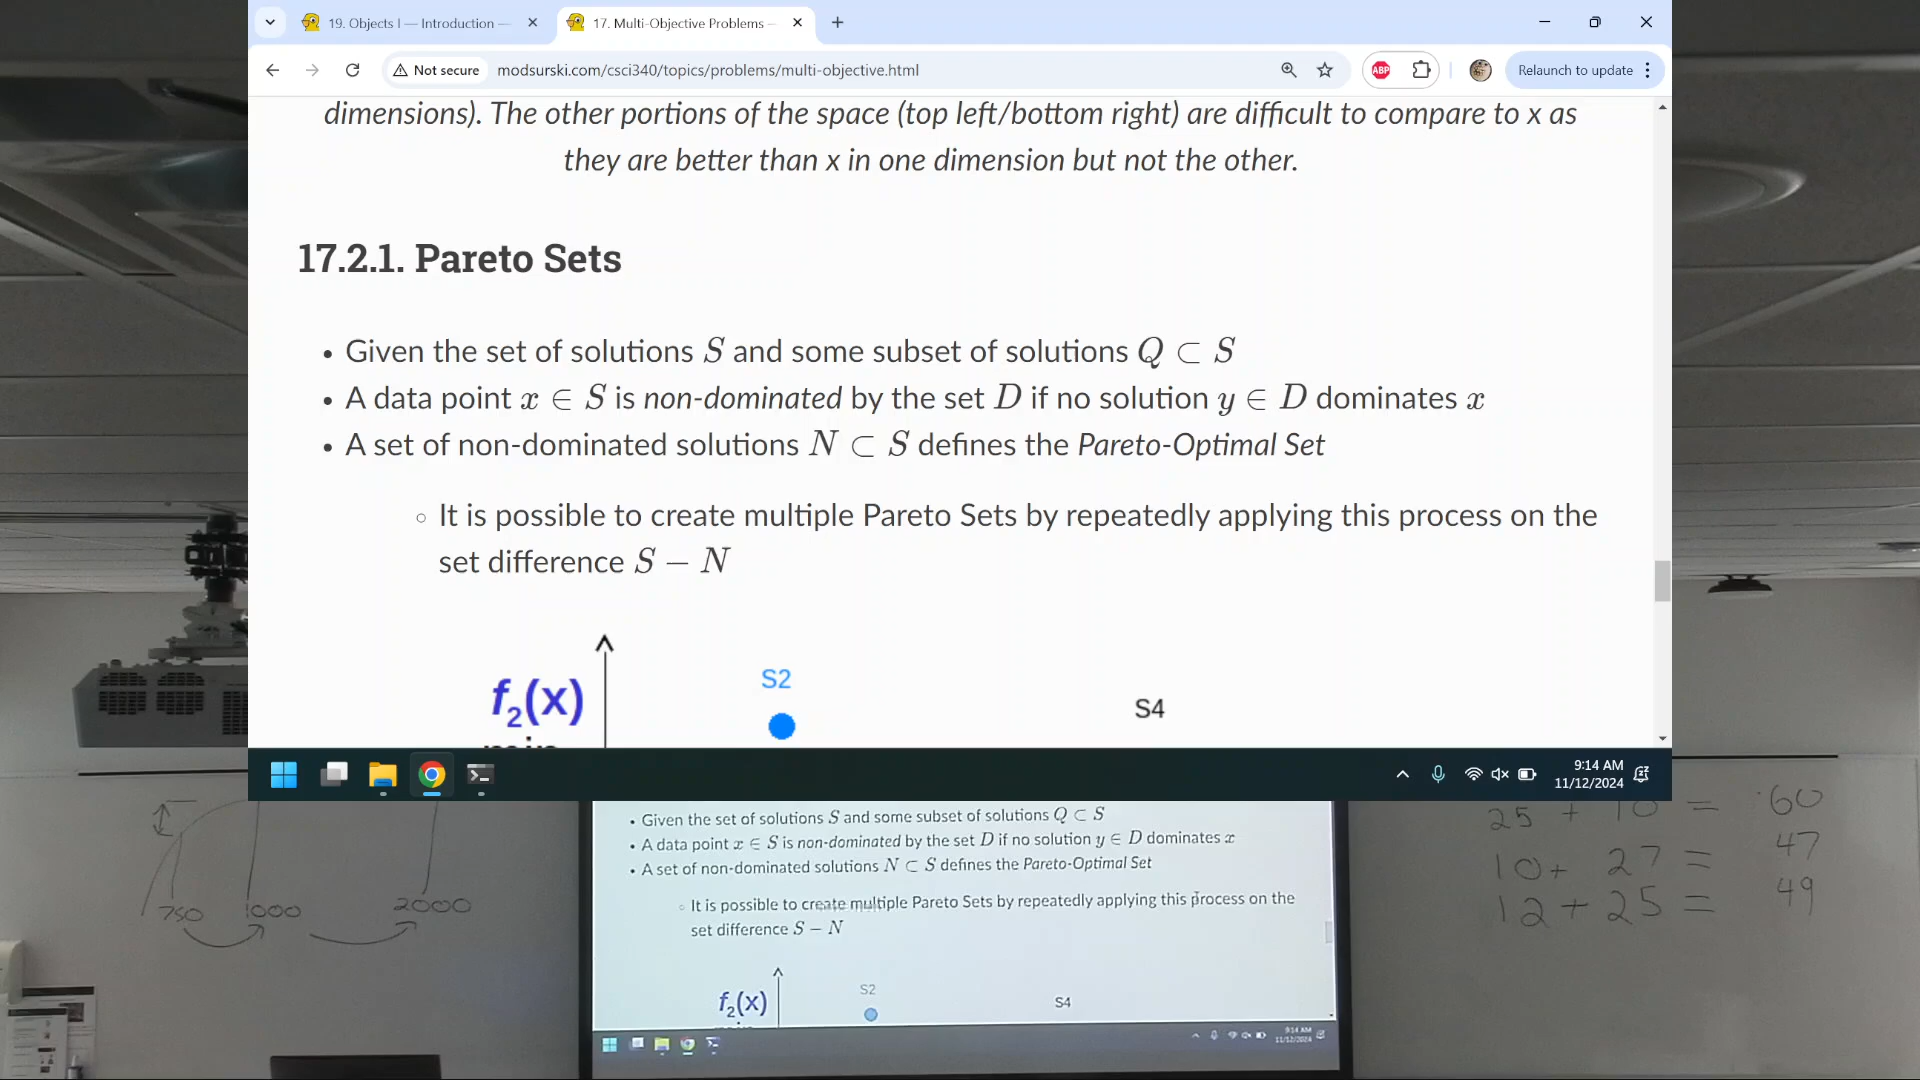 19. Objects I — Introduction —
17. Multi-Objective Problems —
Not secure
modsurski.com/csci340/topics/problems/multi-objective.html
ABP
Relaunch to update
dimensions). The other portions of the space (top left/bottom right) are difficult to compare to x as
they are better than x in one dimension but not the other.
17.2.1. Pareto Sets
• Given the set of solutions S and some subset of solutions Q ⊂ S
• A data point x ∈ S is non-dominated by the set D if no solution y ∈ D dominates x
• A set of non-dominated solutions N ⊂ S defines the Pareto-Optimal Set
◦ It is possible to create multiple Pareto Sets by repeatedly applying this process on the
set difference S − N
f₂(x)
S2
S4
9:14 AM
11/12/2024
750
1000
2000
• Given the set of solutions S and some subset of solutions Q ⊂ S
• A data point x ∈ S is non-dominated by the set D if no solution y ∈ D dominates x
• A set of non-dominated solutions N ⊂ S defines the Pareto-Optimal Set
◦ It is possible to create multiple Pareto Sets by repeatedly applying this process on the
set difference S − N
f₂(x)
S2
S4
9:14 AM
11/12/2024
25 + 10 = 60
10 + 27 = 47
12 + 25 = 49